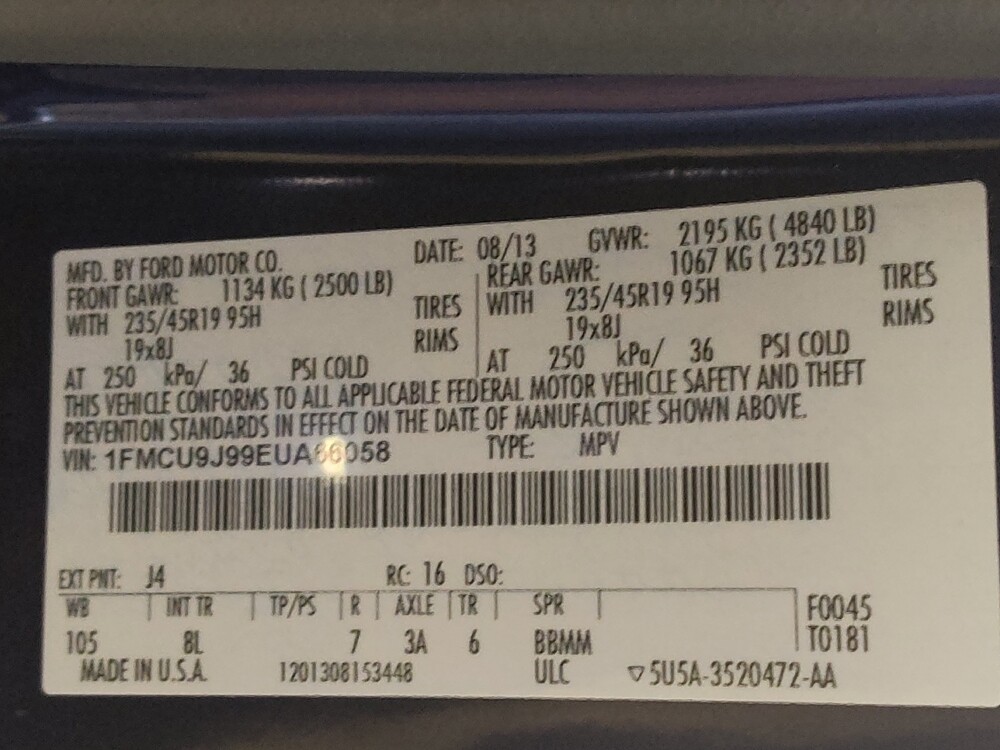 MFD. BY FORD MOTOR CO. DATE: 08/13 GVWR: 2195 KG ( 4840 LB)
FRONT GAWR: 1134 KG ( 2500 LB) REAR GAWR: 1067 KG ( 2352 LB)
WITH 235/45R19 95H TIRES WITH 235/45R19 95H TIRES
19x8J RIMS 19x8J RIMS
AT 250 kPa/ 36 PSI COLD AT 250 kPa/ 36 PSI COLD
THIS VEHICLE CONFORMS TO ALL APPLICABLE FEDERAL MOTOR VEHICLE SAFETY AND THEFT
PREVENTION STANDARDS IN EFFECT ON THE DATE OF MANUFACTURE SHOWN ABOVE.
VIN: 1FMCU9J99EUA66058 TYPE: MPV
EXT PNT: J4 RC: 16 DSO:
WB INT TR TP/PS R AXLE TR SPR F0045
105 8L 7 3A 6 BBMM T0181
MADE IN U.S.A. 1201308153448 ULC ▽5U5A-3520472-AA